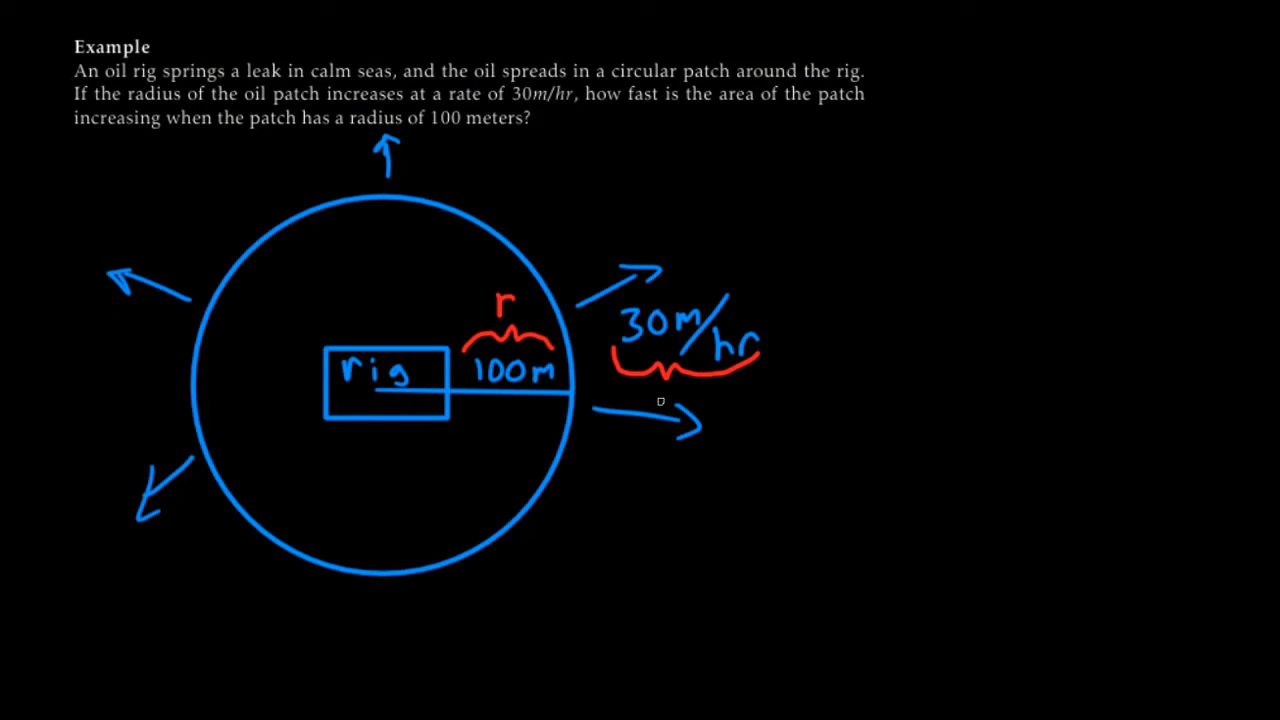 Example
An oil rig springs a leak in calm seas, and the oil spreads in a circular patch around the rig.
If the radius of the oil patch increases at a rate of 30m/hr, how fast is the area of the patch
increasing when the patch has a radius of 100 meters?
r
30m/hr
rig
100m